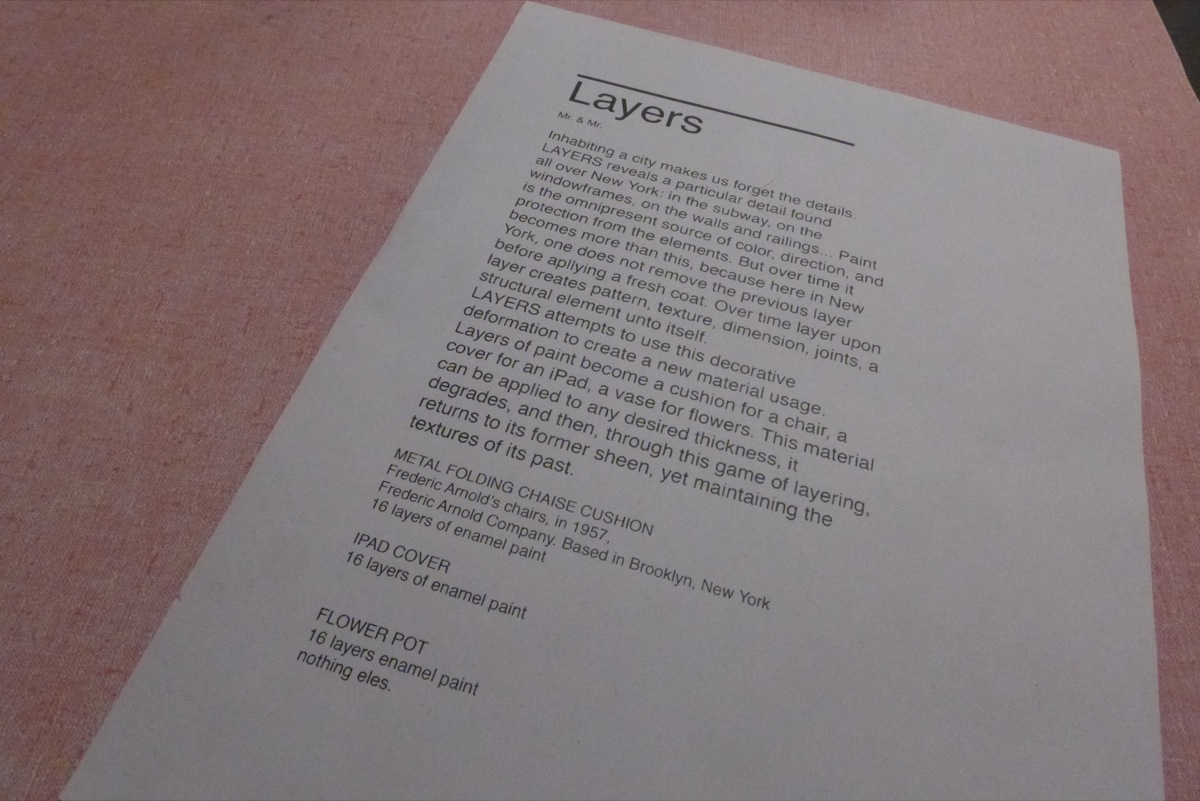 Layers
Mr. & Mr.
Inhabiting a city makes us forget the details.
LAYERS reveals a particular detail found
all over New York: in the subway, on the
windowframes, on the walls and railings... Paint
is the omnipresent source of color, direction, and
protection from the elements. But over time it
becomes more than this, because here in New
York, one does not remove the previous layer
before apllying a fresh coat. Over time layer upon
layer creates pattern, texture, dimension, joints, a
structural element unto itself.
LAYERS attempts to use this decorative
deformation to create a new material usage.
Layers of paint become a cushion for a chair, a
cover for an iPad, a vase for flowers. This material
can be applied to any desired thickness, it
degrades, and then, through this game of layering,
returns to its former sheen, yet maintaining the
textures of its past.
METAL FOLDING CHAISE CUSHION
Frederic Arnold's chairs, in 1957,
Frederic Arnold Company. Based in Brooklyn, New York
16 layers of enamel paint
IPAD COVER
16 layers of enamel paint
FLOWER POT
16 layers enamel paint
nothing eles.